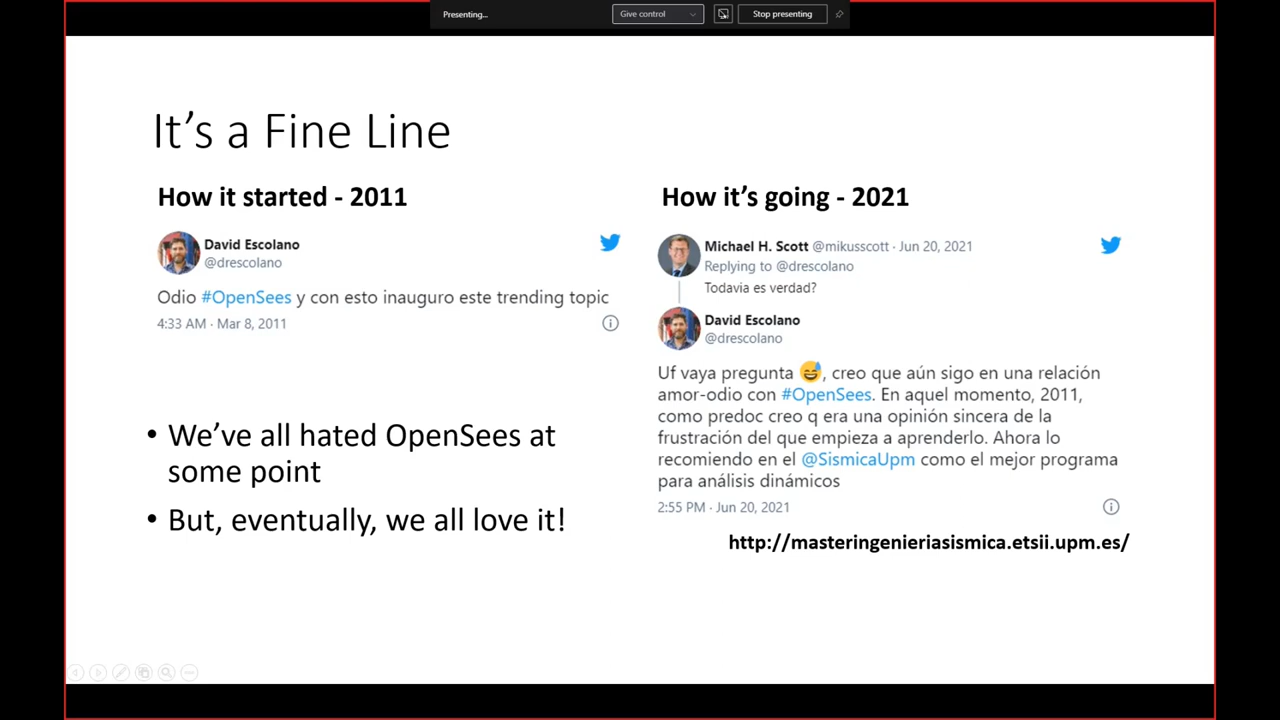 Presenting...
Give control
Stop presenting
It's a Fine Line
How it started - 2011
David Escolano
@drescolano
Odio #OpenSees y con esto inauguro este trending topic
4:33 AM · Mar 8, 2011
• We've all hated OpenSees at
some point
• But, eventually, we all love it!
How it's going - 2021
Michael H. Scott @mikusscott · Jun 20, 2021
Replying to @drescolano
Todavia es verdad?
David Escolano
@drescolano
Uf vaya pregunta 😅, creo que aún sigo en una relación
amor-odio con #OpenSees. En aquel momento, 2011,
como predoc creo q era una opinión sincera de la
frustración del que empieza a aprenderlo. Ahora lo
recomiendo en el @SismicaUpm como el mejor programa
para análisis dinámicos
2:55 PM · Jun 20, 2021
http://masteringenieriasismica.etsii.upm.es/